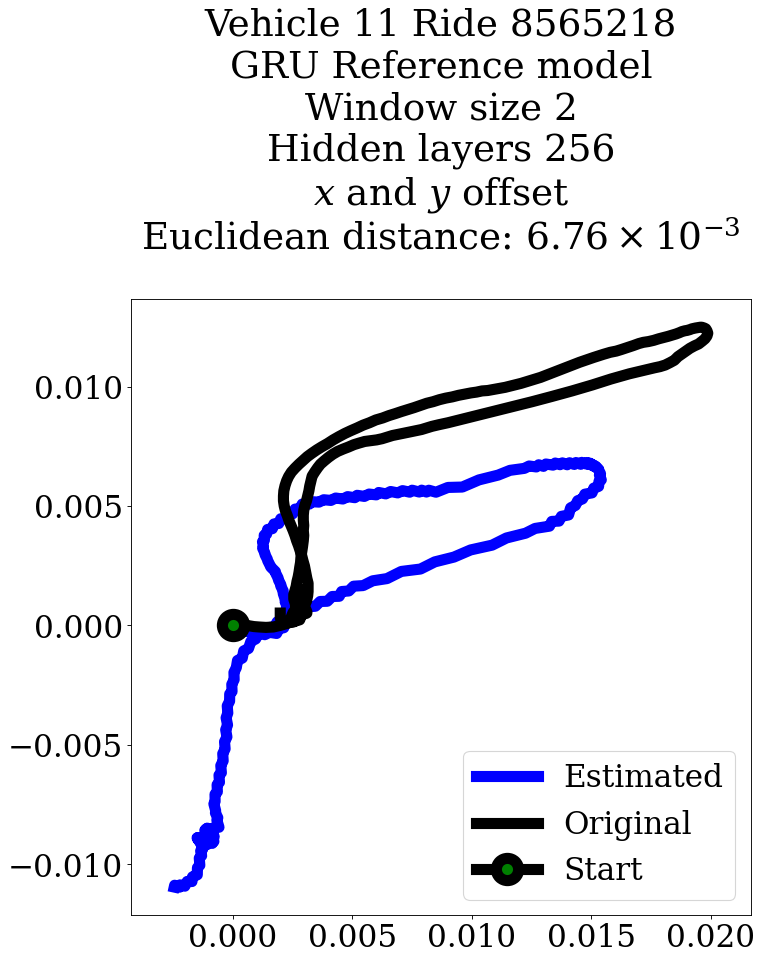 Vehicle 11 Ride 8565218
GRU Reference model
Window size 2
Hidden layers 256
x and y offset
Euclidean distance: 6.76 × 10⁻³
0.010
0.005
0.000
−0.005
−0.010
Estimated
Original
Start
0.000 0.005 0.010 0.015 0.020